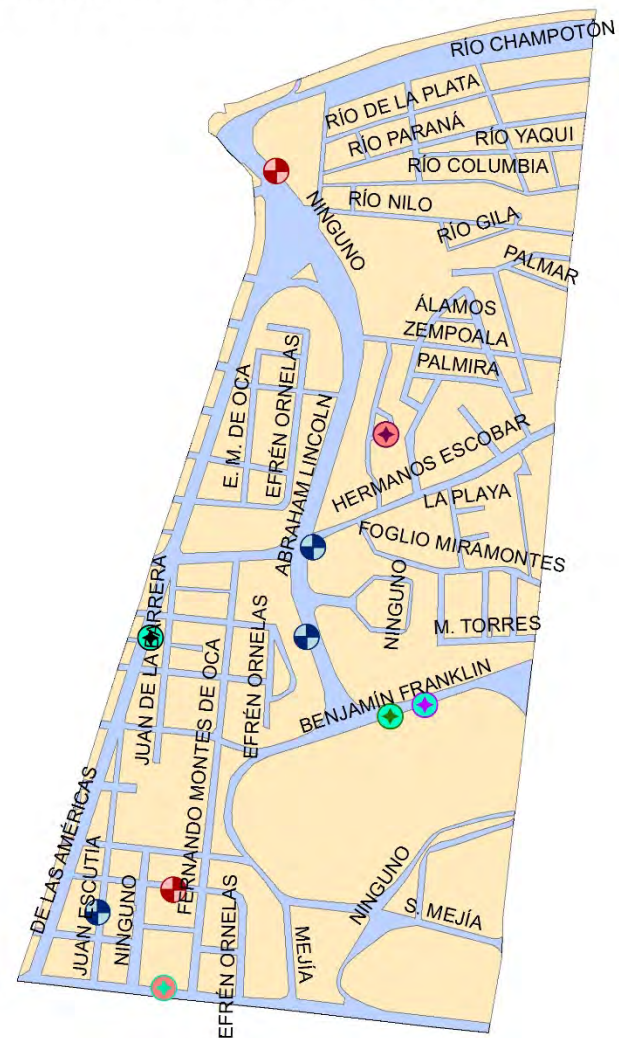 RÍO CHAMPOTÓN
RÍO DE LA PLATA
RÍO PARANÁ
RÍO YAQUI
RÍO COLUMBIA
RÍO NILO
NINGUNO
RÍO GILA
PALMAR
ÁLAMOS
ZEMPOALA
PALMIRA
E. M. DE OCA
EFRÉN ORNELAS
ABRAHAM LINCOLN
HERMANOS ESCOBAR
LA PLAYA
FOGLIO MIRAMONTES
NINGUNO
M. TORRES
JUAN DE LA BARRERA
FERNANDO MONTES DE OCA
EFRÉN ORNELAS
BENJAMÍN FRANKLIN
DE LAS AMÉRICAS
JUAN ESCUTIA
NINGUNO
EFRÉN ORNELAS
MEJÍA
NINGUNO
S. MEJÍA